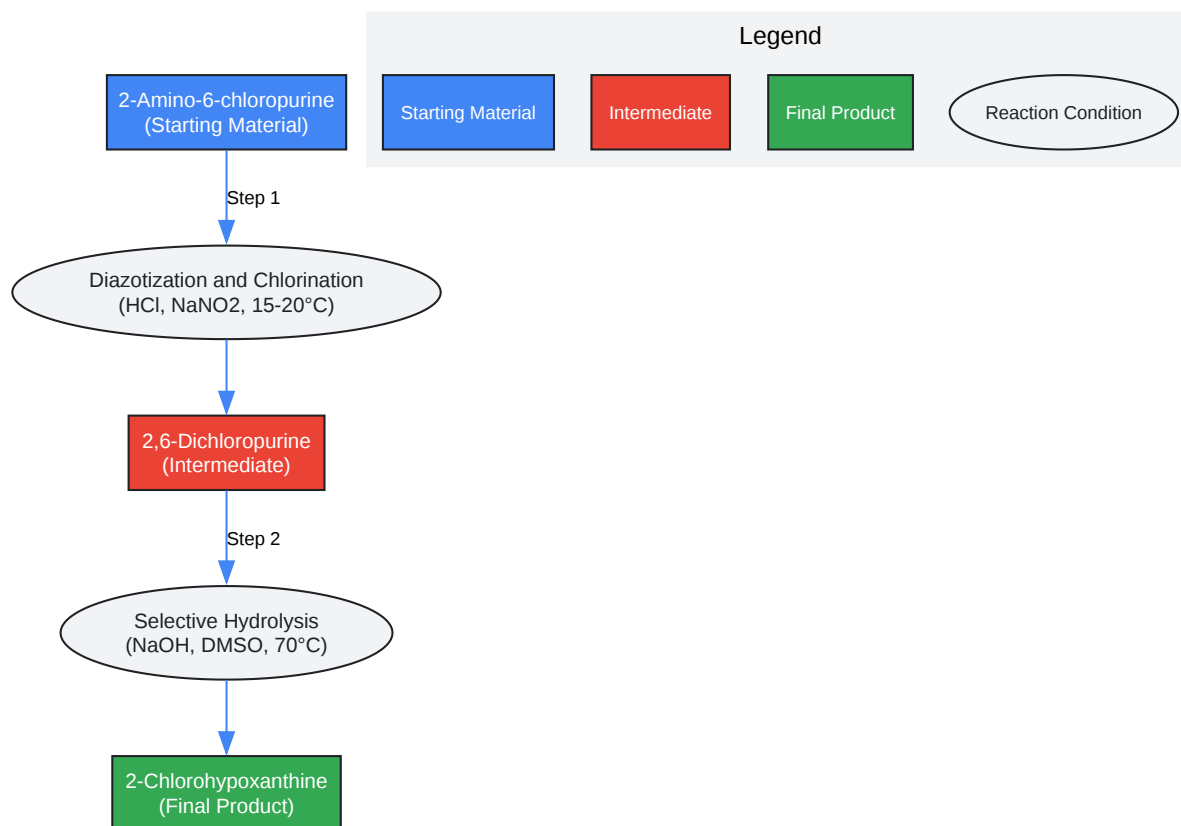 Legend
2-Amino-6-chloropurine
(Starting Material)
Starting Material
Intermediate
Final Product
Reaction Condition
Step 1
Diazotization and Chlorination
(HCl, NaNO2, 15-20°C)
2,6-Dichloropurine
(Intermediate)
Step 2
Selective Hydrolysis
(NaOH, DMSO, 70°C)
2-Chlorohypoxanthine
(Final Product)